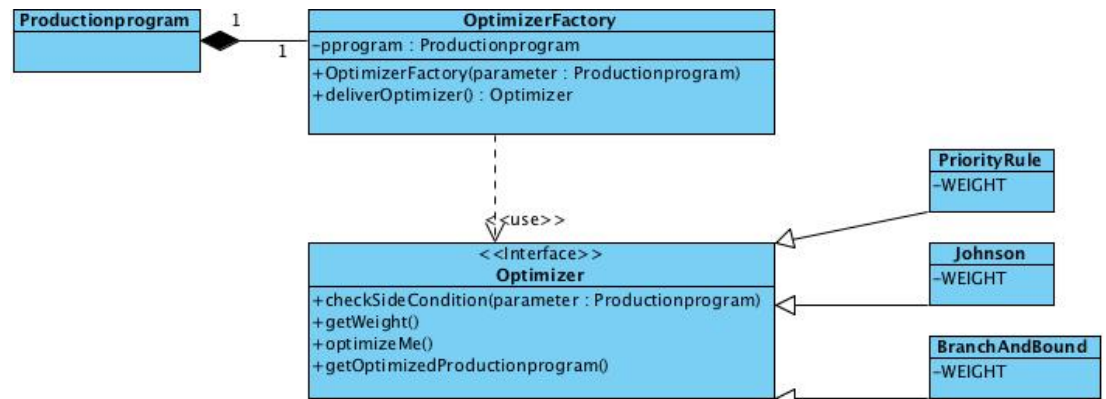 Productionprogram
1
1
OptimizerFactory
-pprogram : Productionprogram
+OptimizerFactory(parameter : Productionprogram)
+deliverOptimizer() : Optimizer
<<use>>
<<Interface>>
Optimizer
+checkSideCondition(parameter : Productionprogram)
+getWeight()
+optimizeMe()
+getOptimizedProductionprogram()
PriorityRule
-WEIGHT
Johnson
-WEIGHT
BranchAndBound
-WEIGHT